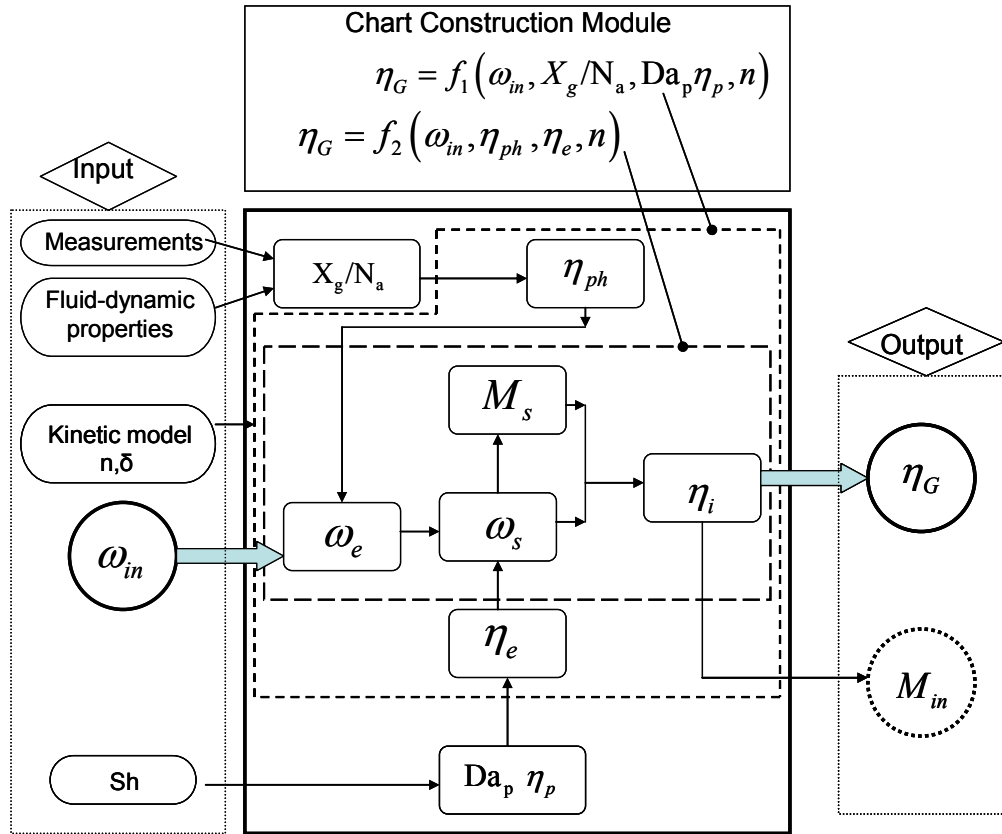 Chart Construction Module
η_G = f_1(ω_in, X_g/N_a, Da_p η_p, n)
η_G = f_2(ω_in, η_ph, η_e, n)
Input
Measurements
Fluid-dynamic
properties
Kinetic model
n,δ
ω_in
Sh
X_g/N_a
η_ph
M_s
ω_e
ω_s
η_i
η_e
Da_p η_p
Output
η_G
M_in